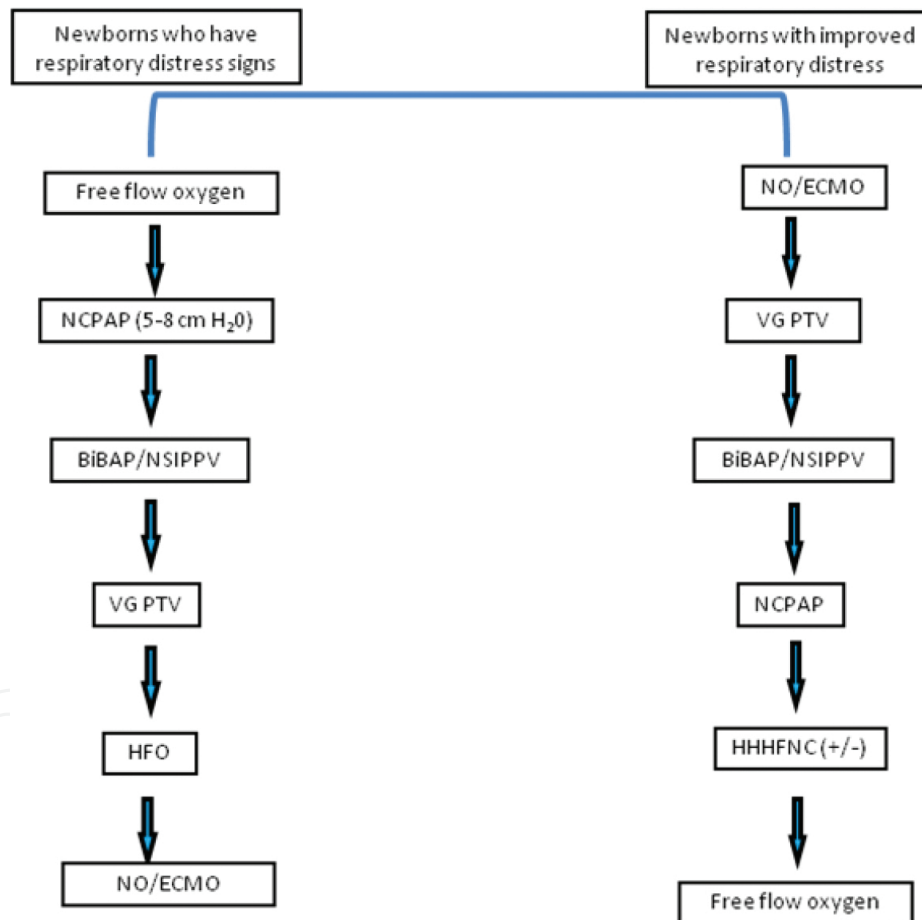 Newborns who have
respiratory distress signs
Newborns with improved
respiratory distress
Free flow oxygen
NCPAP (5-8 cm H₂0)
BiBAP/NSIPPV
VG PTV
HFO
NO/ECMO
NO/ECMO
VG PTV
BiBAP/NSIPPV
NCPAP
HHHFNC (+/-)
Free flow oxygen